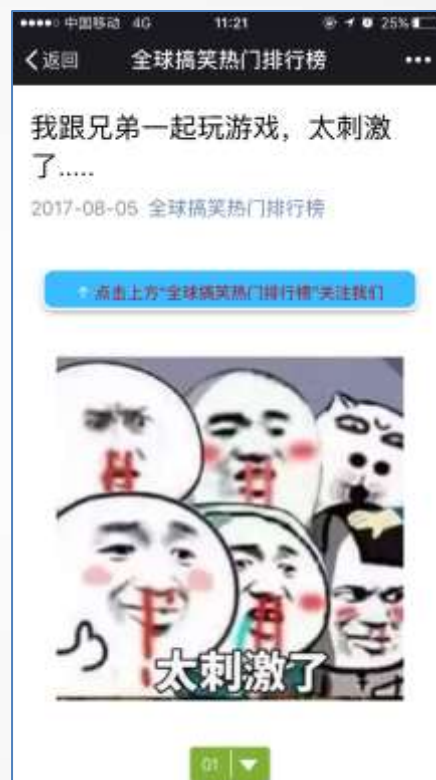 中国移动 4G 11:21 25%
返回 全球搞笑热门排行榜
我跟兄弟一起玩游戏，太刺激
了.....
2017-08-05 全球搞笑热门排行榜
↑点击上方“全球搞笑热门排行榜”关注我们
太刺激了
01